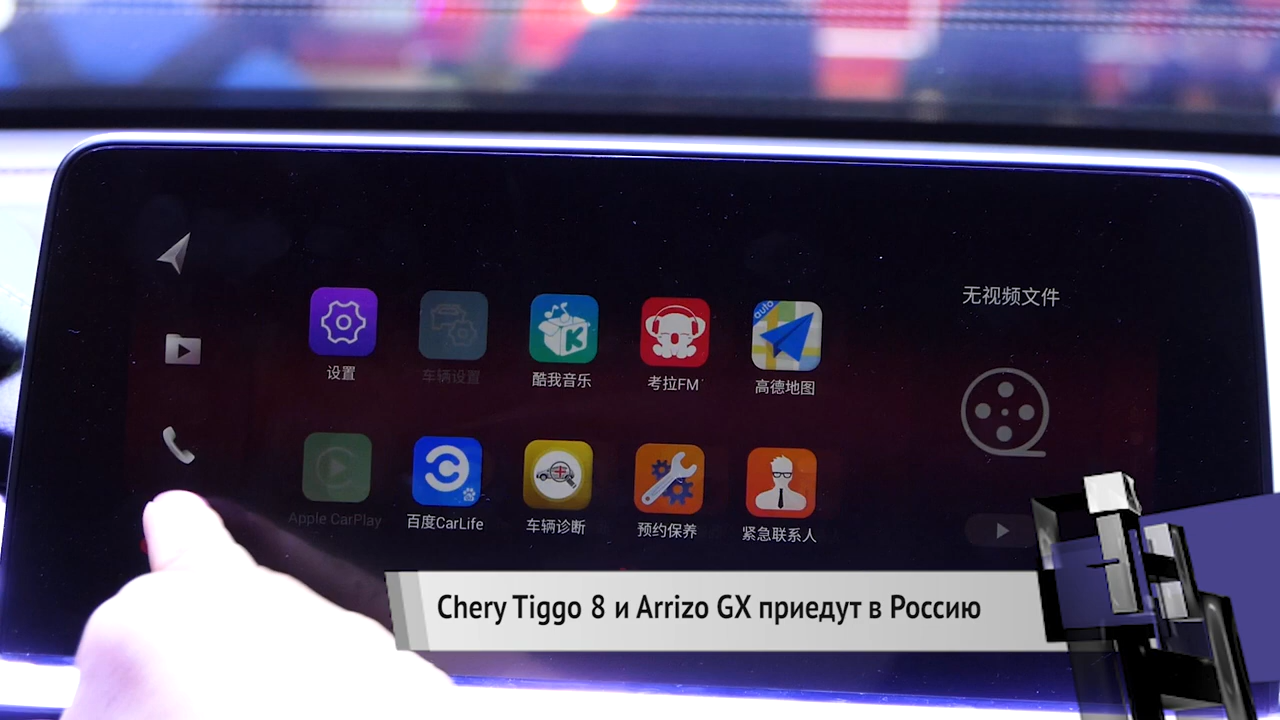 无视频文件
设置
车辆设置
酷我音乐
考拉FM
auto
高德地图
K
Apple CarPlay
百度CarLife
车辆诊断
预约保养
紧急联系人
Chery Tiggo 8 и Arrizo GX приедут в Россию